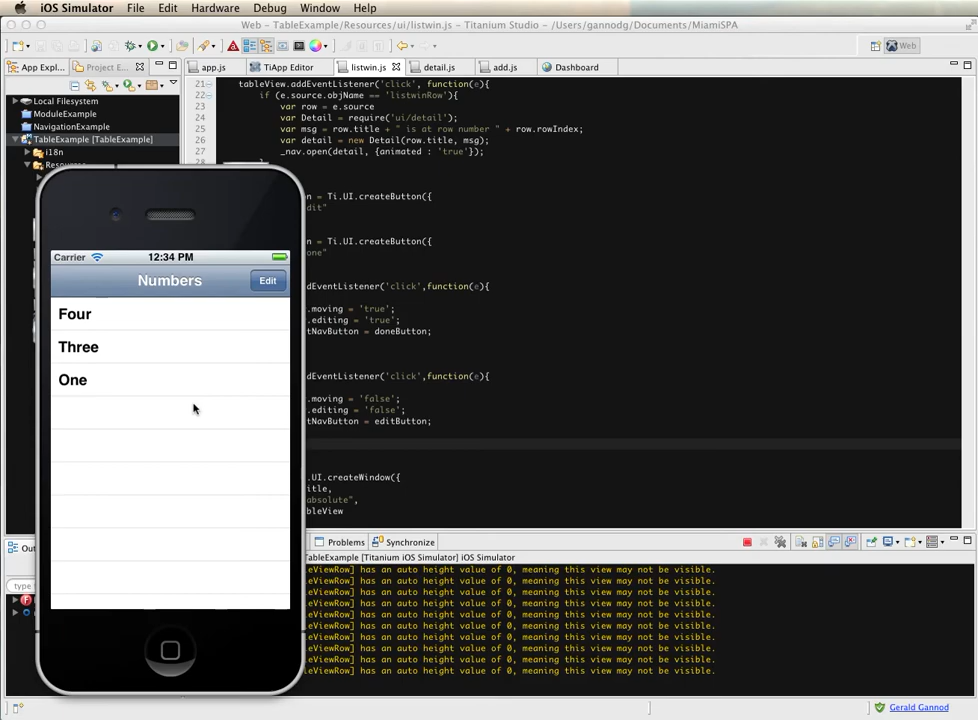 iOS Simulator File Edit Hardware Debug Window Help
Web – TableExample/Resources/ui/listwin.js – Titanium Studio – /Users/gannodg/Documents/MiamiSPA
Web
App Expl... Project E...
app.js TiApp Editor listwin.js detail.js add.js Dashboard
Local Filesystem
ModuleExample
NavigationExample
TableExample [TableExample]
i18n
21 tableView.addEventListener('click', function(e){
22 if (e.source.objName == 'listwinRow'){
23 var row = e.source
24 var Detail = require('ui/detail');
25 var msg = row.title + " is at row number " + row.rowIndex;
26 var detail = new Detail(row.title, msg);
27 _nav.open(detail, {animated : 'true'});
28 }
n = Ti.UI.createButton({
dit"
n = Ti.UI.createButton({
one"
ddEventListener('click',function(e){
.moving = 'true';
.editing = 'true';
tNavButton = doneButton;
ddEventListener('click',function(e){
.moving = 'false';
.editing = 'false';
tNavButton = editButton;
.UI.createWindow({
itle,
absolute",
bleView
Carrier 12:34 PM
Numbers Edit
Four
Three
One
Out
type
Problems Synchronize
TableExample [Titanium iOS Simulator] iOS Simulator
leViewRow] has an auto height value of 0, meaning this view may not be visible.
leViewRow] has an auto height value of 0, meaning this view may not be visible.
leViewRow] has an auto height value of 0, meaning this view may not be visible.
leViewRow] has an auto height value of 0, meaning this view may not be visible.
leViewRow] has an auto height value of 0, meaning this view may not be visible.
leViewRow] has an auto height value of 0, meaning this view may not be visible.
leViewRow] has an auto height value of 0, meaning this view may not be visible.
leViewRow] has an auto height value of 0, meaning this view may not be visible.
leViewRow] has an auto height value of 0, meaning this view may not be visible.
leViewRow] has an auto height value of 0, meaning this view may not be visible.
Gerald Gannod